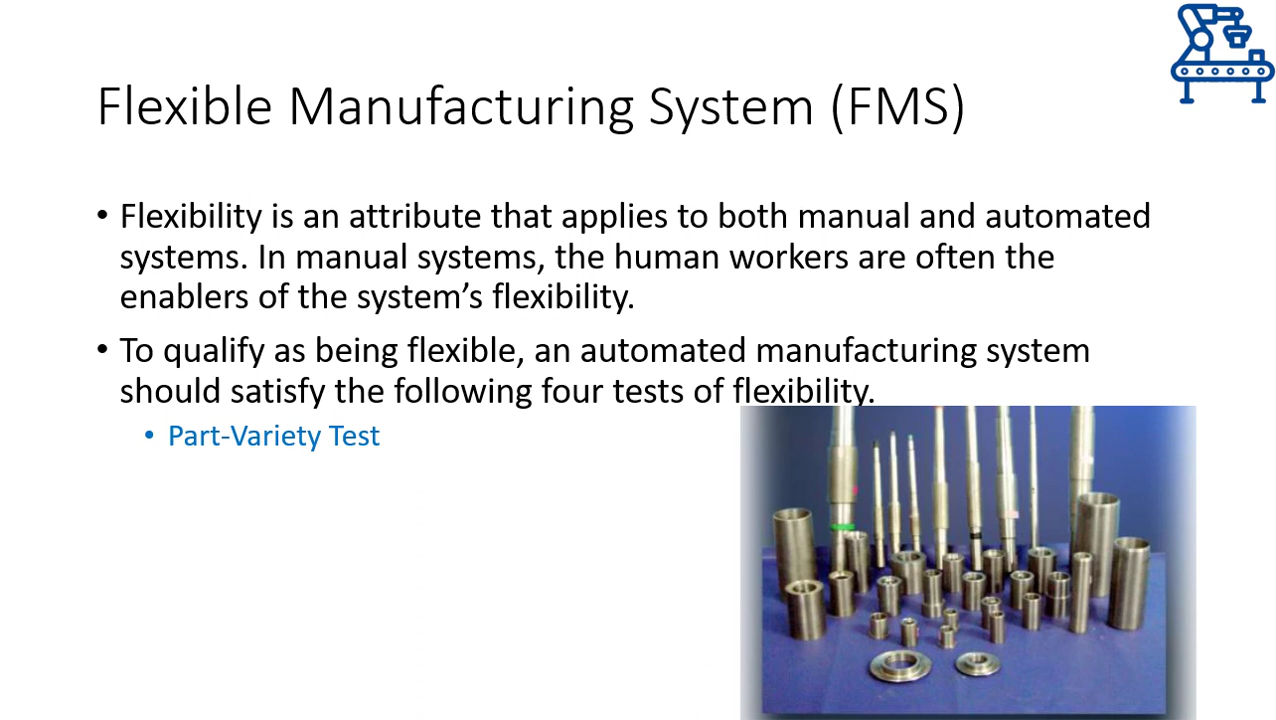 Flexible Manufacturing System (FMS)
• Flexibility is an attribute that applies to both manual and automated
systems. In manual systems, the human workers are often the
enablers of the system’s flexibility.
• To qualify as being flexible, an automated manufacturing system
should satisfy the following four tests of flexibility.
• Part-Variety Test